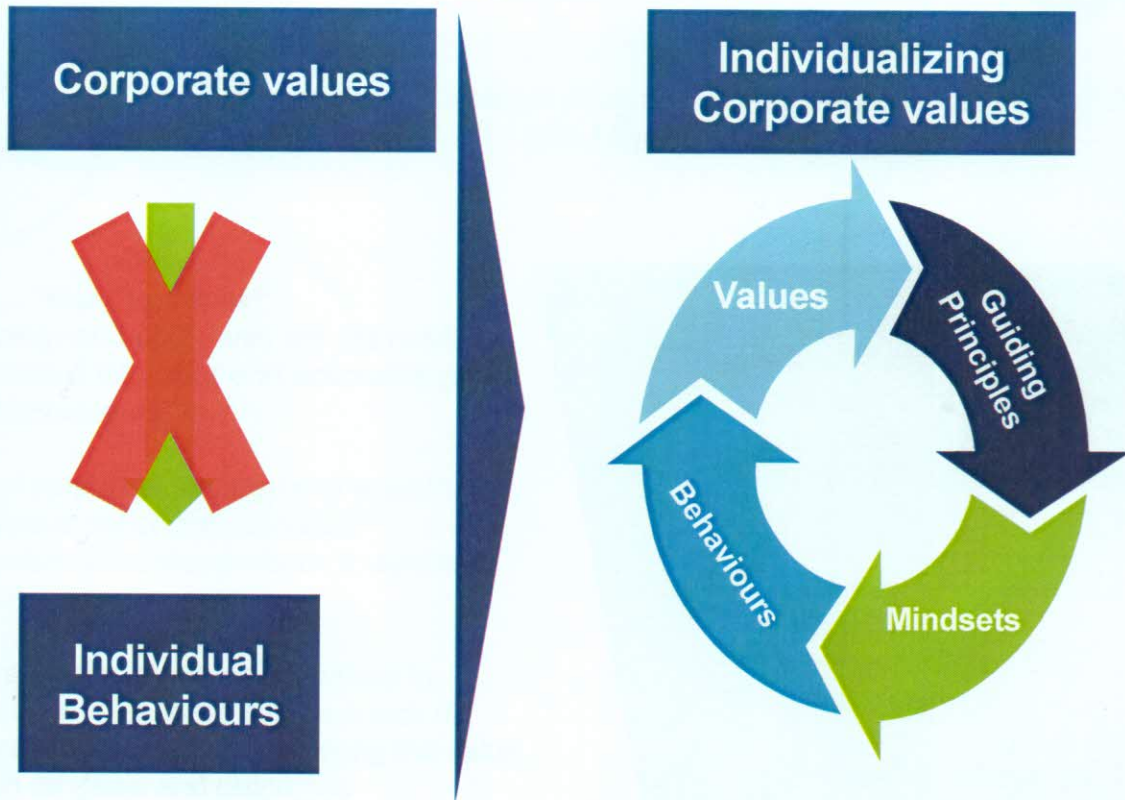 Corporate values
Individual
Behaviours
Individualizing
Corporate values
Values
Guiding
Principles
Mindsets
Behaviours